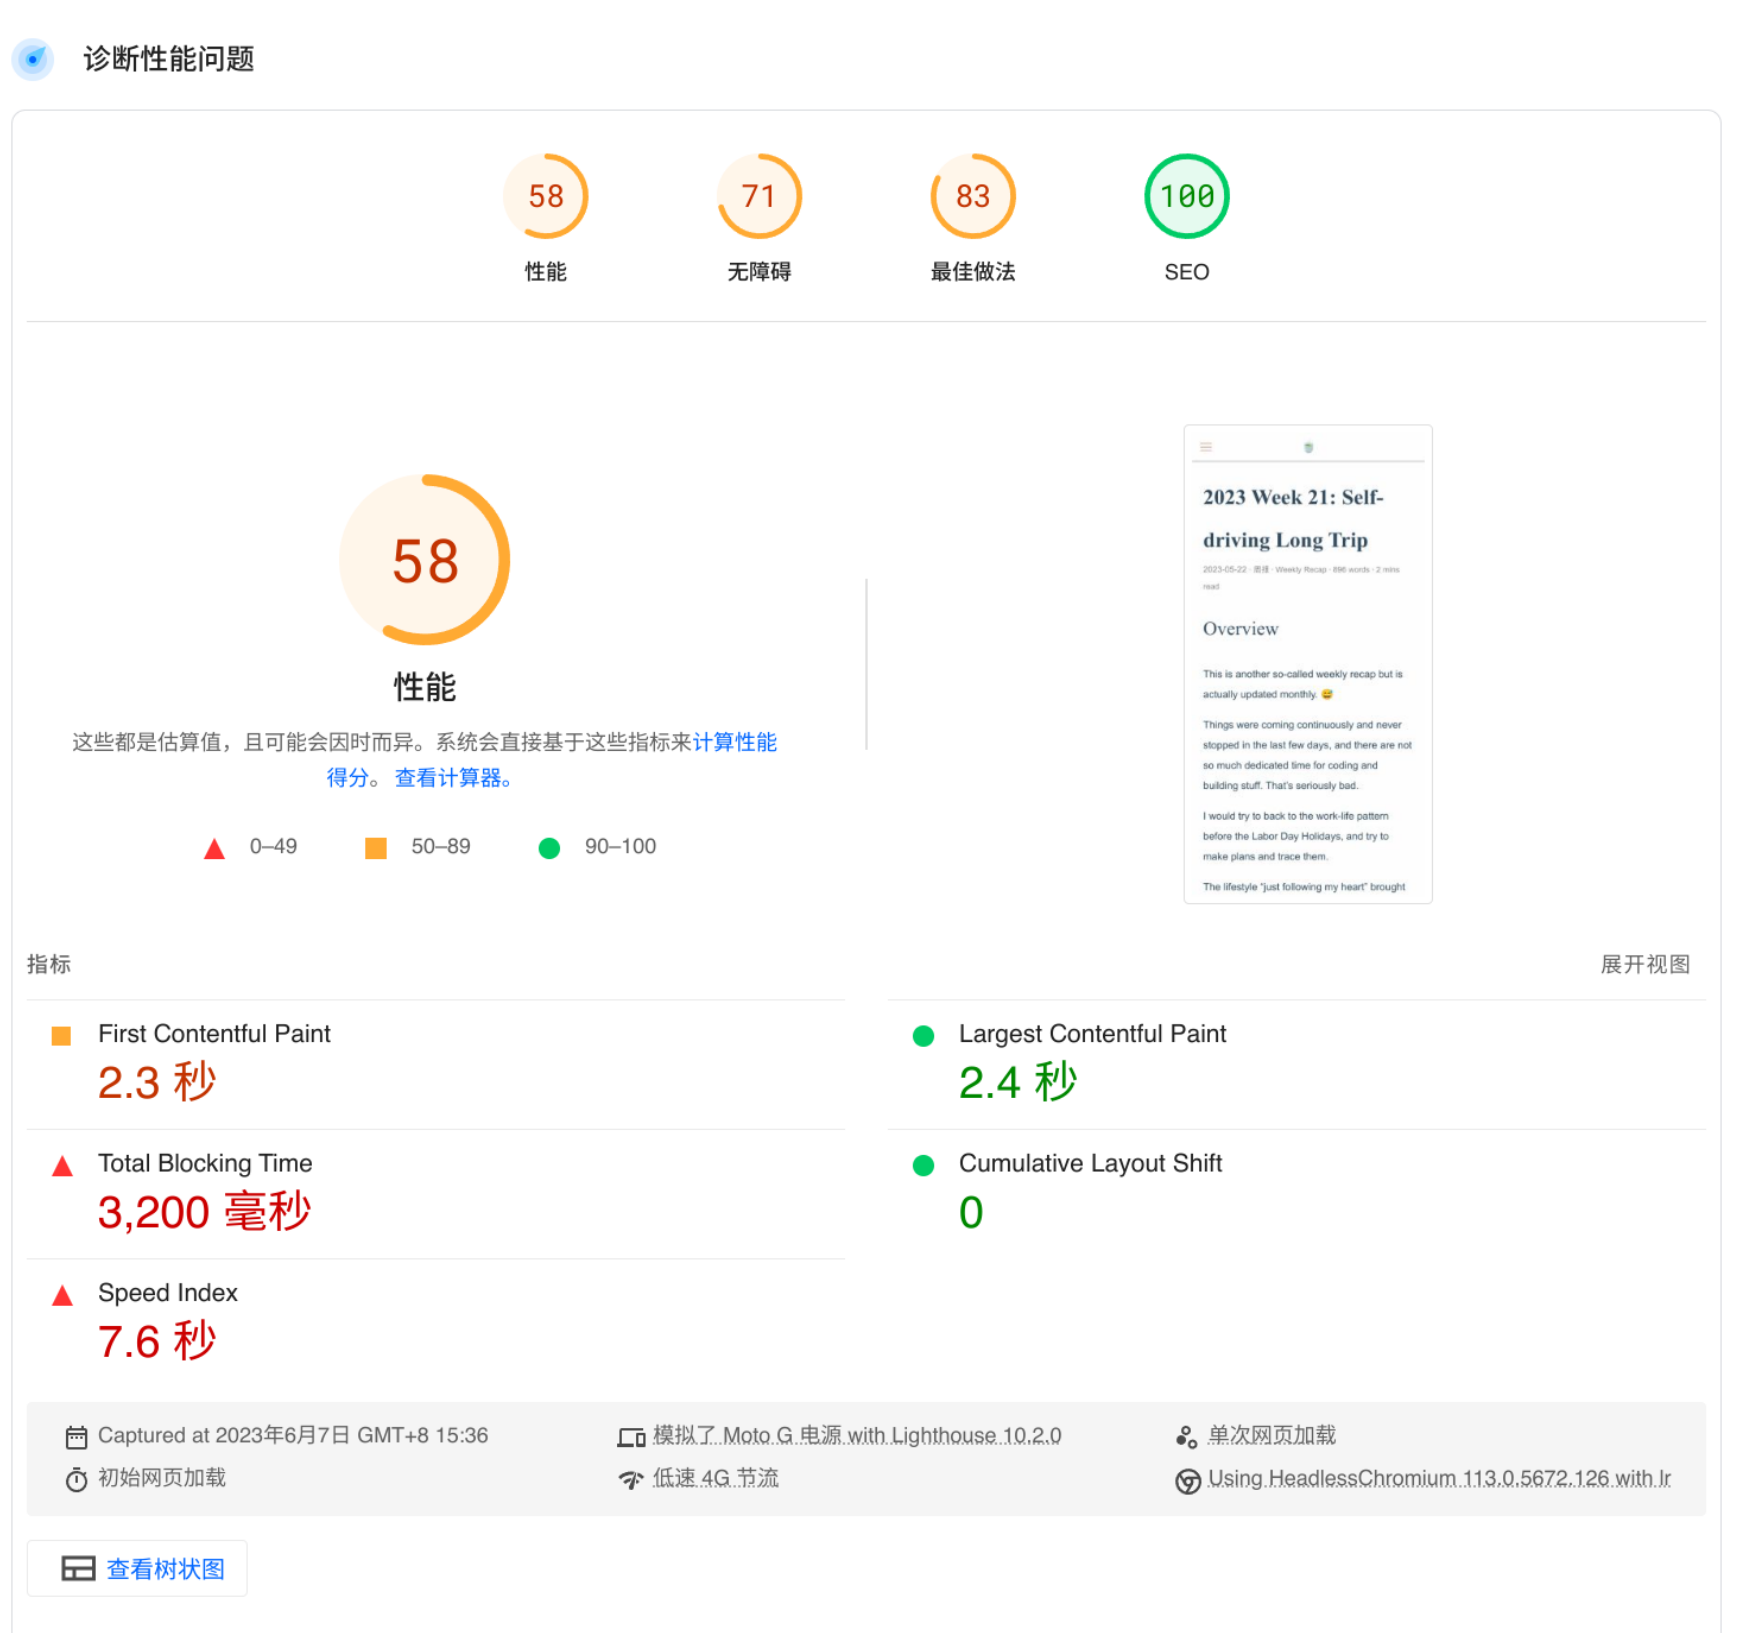 诊断性能问题
58
71
83
100
性能
无障碍
最佳做法
SEO
58
性能
这些都是估算值，且可能会因时而异。系统会直接基于这些指标来计算性能
得分。 查看计算器。
0–49
50–89
90–100
2023 Week 21: Self-
driving Long Trip
2023-05-22 · · Weekly Recap · 896 words · 2 mins
read
Overview
This is another so-called weekly recap but is
actually updated monthly. 😅
Things were coming continuously and never
stopped in the last few days, and there are not
so much dedicated time for coding and
building stuff. That's seriously bad.
I would try to back to the work-life pattern
before the Labor Day Holidays, and try to
make plans and trace them.
The lifestyle "just following my heart" brought
指标
展开视图
First Contentful Paint
2.3 秒
Largest Contentful Paint
2.4 秒
Total Blocking Time
3,200 毫秒
Cumulative Layout Shift
0
Speed Index
7.6 秒
Captured at 2023年6月7日 GMT+8 15:36
模拟了 Moto G 电源 with Lighthouse 10.2.0
单次网页加载
初始网页加载
低速 4G 节流
Using HeadlessChromium 113.0.5672.126 with lr
查看树状图